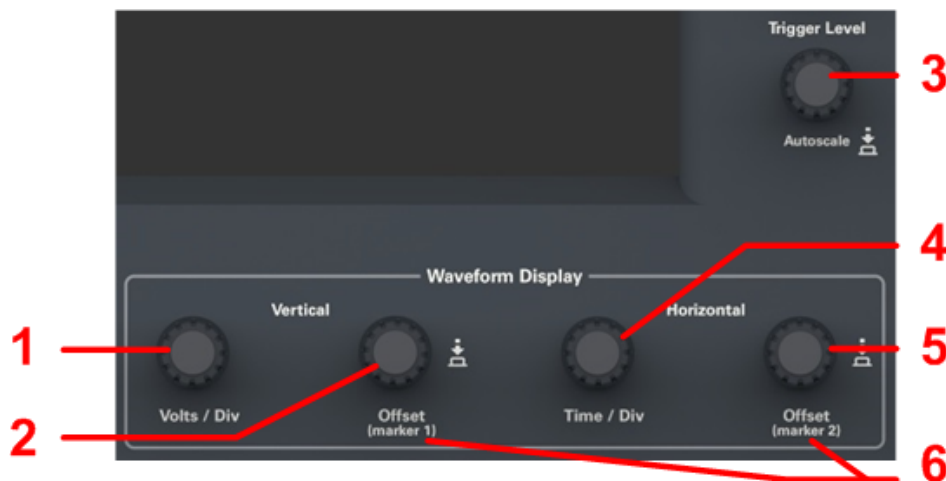 Trigger Level
3
Autoscale
4
Waveform Display
Vertical
Horizontal
1
5
Volts / Div
Offset
(marker 1)
Time / Div
Offset
(marker 2)
2
6